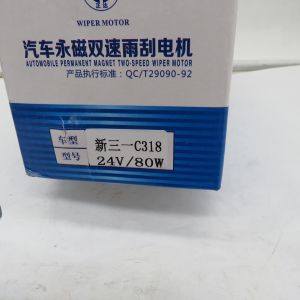 WIPER MOTOR
汽车永磁双速雨刮电机
AUTOMOBILE PERMANENT MAGNET TWO-SPEED WIPER MOTOR
产品执行标准：QC/T29090-92
车型
新三一C318
型号
24V/80W